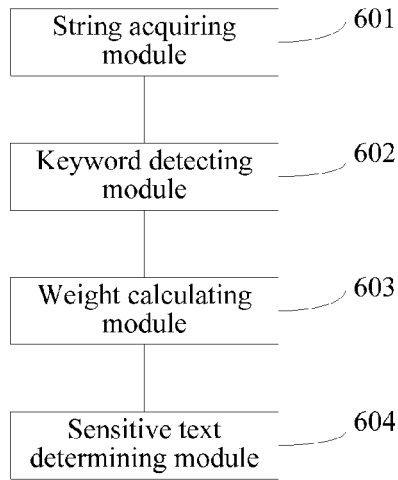 601
String acquiring
module
602
Keyword detecting
module
603
Weight calculating
module
604
Sensitive text
determining module